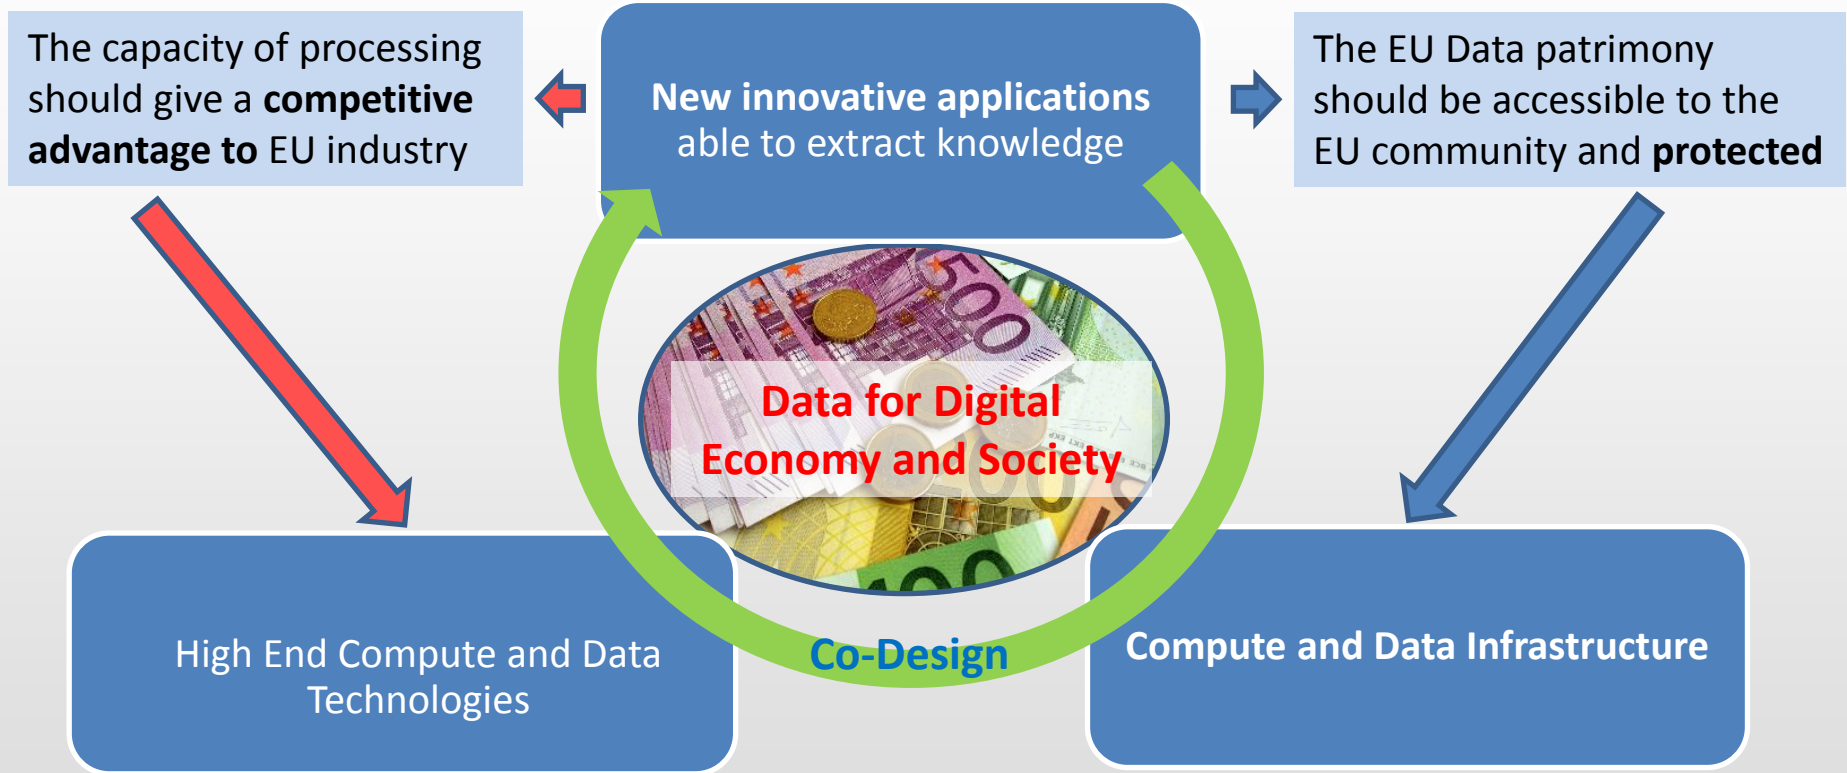 The capacity of processing
should give a competitive
advantage to EU industry
New innovative applications
able to extract knowledge
The EU Data patrimony
should be accessible to the
EU community and protected
500
Data for Digital
Economy and Society
100
High End Compute and Data
Technologies
Co-Design
Compute and Data Infrastructure